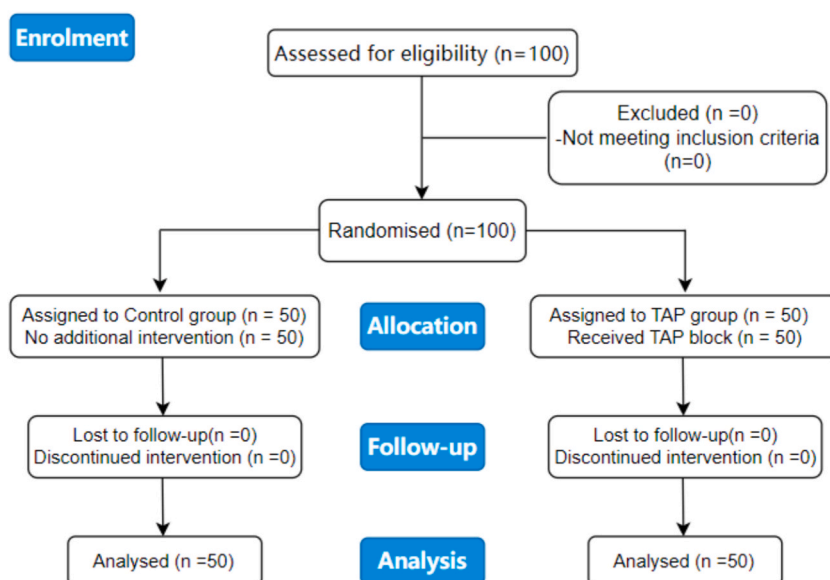 Enrolment
Assessed for eligibility (n=100)
Excluded (n =0)
-Not meeting inclusion criteria
(n=0)
Randomised (n=100)
Assigned to Control group (n = 50)
No additional intervention (n = 50)
Allocation
Assigned to TAP group (n = 50)
Received TAP block (n = 50)
Lost to follow-up(n =0)
Discontinued intervention (n =0)
Follow-up
Lost to follow-up(n =0)
Discontinued intervention (n =0)
Analysed (n =50)
Analysis
Analysed (n =50)